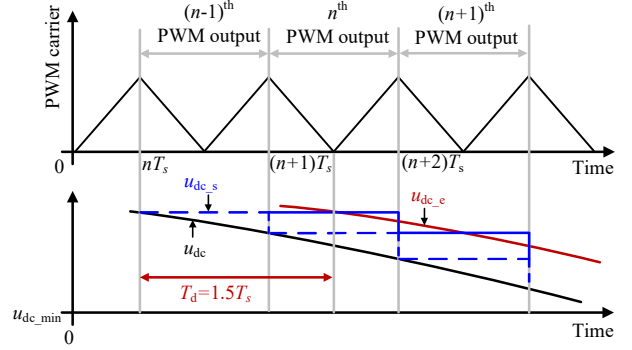 (n-1)th
PWM output
nth
PWM output
(n+1)th
PWM output
PWM carrier
0
nTs
(n+1)Ts
(n+2)Ts
Time
udc_s
udc_e
udc
Td=1.5Ts
udc_min
0
Time